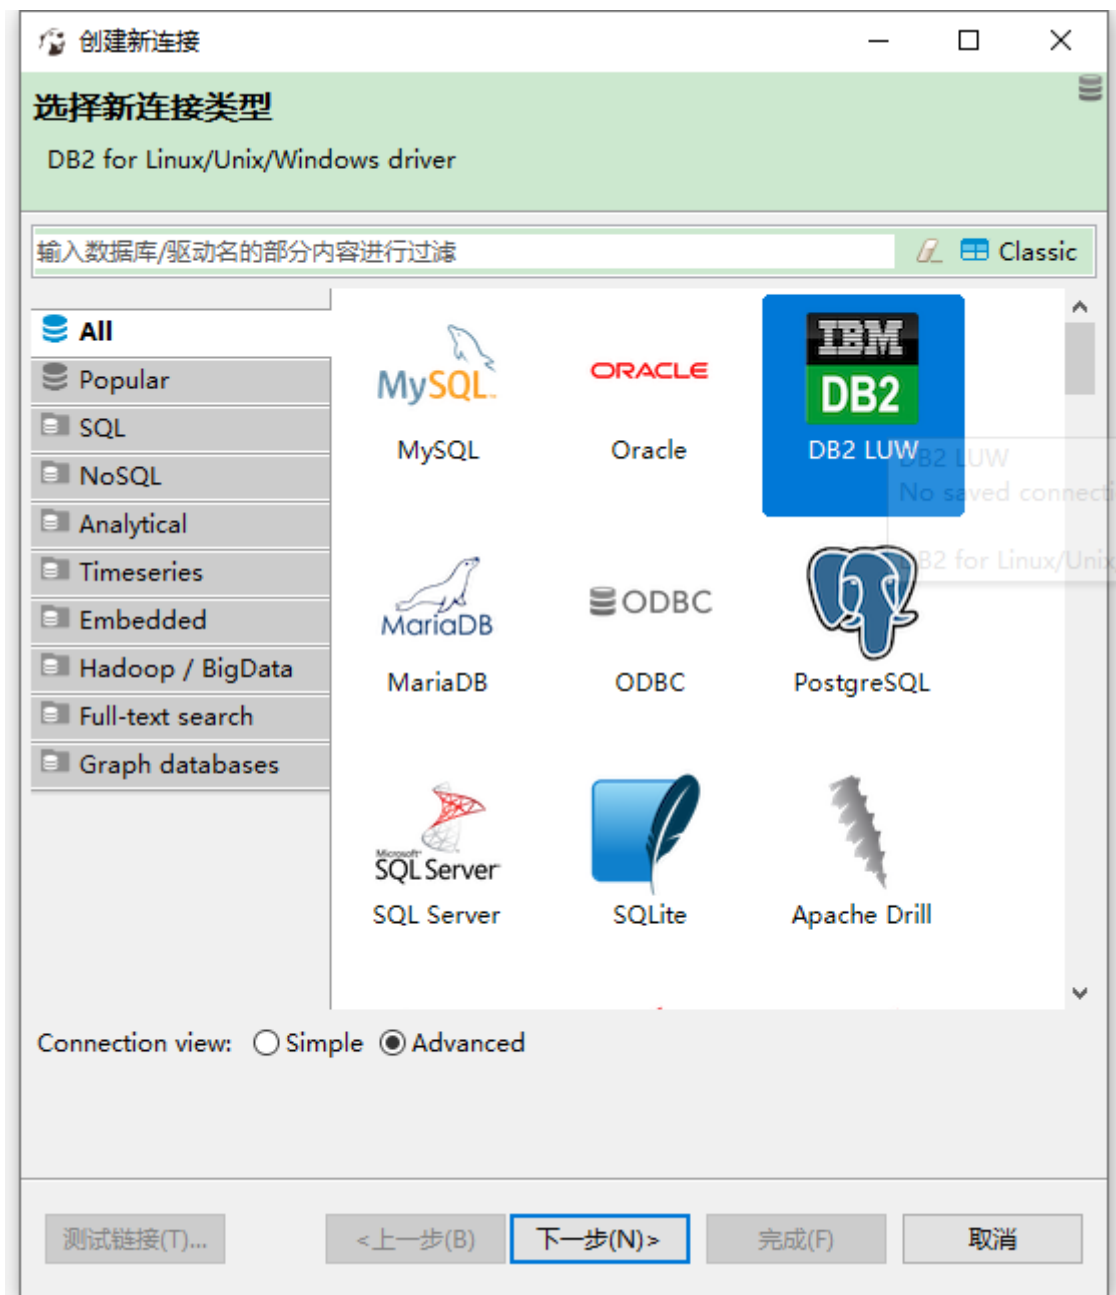 创建新连接
选择新连接类型
DB2 for Linux/Unix/Windows driver
输入数据库/驱动名的部分内容进行过滤
Classic
All
Popular
SQL
NoSQL
Analytical
Timeseries
Embedded
Hadoop / BigData
Full-text search
Graph databases
MySQL
MySQL
ORACLE
Oracle
IBM
DB2
DB2 LUW
DB2 LUW
No saved connecti
DB2 for Linux/Unix
MariaDB
MariaDB
ODBC
ODBC
PostgreSQL
Microsoft
SQL Server
SQL Server
SQLite
Apache Drill
Connection view: Simple Advanced
测试链接(T)...
<上一步(B)
下一步(N)>
完成(F)
取消